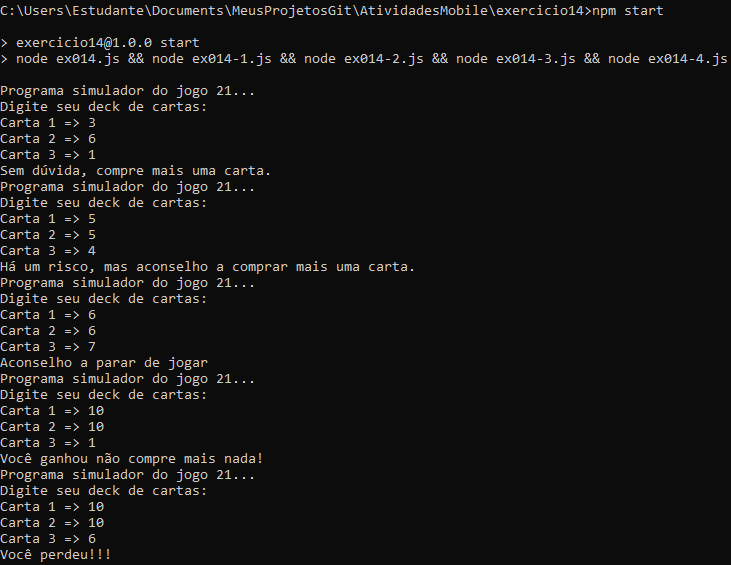 C:\Users\Estudante\Documents\MeusProjetosGit\AtividadesMobile\exercicio14>npm start
> exercicio14@1.0.0 start
> node ex014.js && node ex014-1.js && node ex014-2.js && node ex014-3.js && node ex014-4.js
Programa simulador do jogo 21...
Digite seu deck de cartas:
Carta 1 => 3
Carta 2 => 6
Carta 3 => 1
Sem dúvida, compre mais uma carta.
Programa simulador do jogo 21...
Digite seu deck de cartas:
Carta 1 => 5
Carta 2 => 5
Carta 3 => 4
Há um risco, mas aconselho a comprar mais uma carta.
Programa simulador do jogo 21...
Digite seu deck de cartas:
Carta 1 => 6
Carta 2 => 6
Carta 3 => 7
Aconselho a parar de jogar
Programa simulador do jogo 21...
Digite seu deck de cartas:
Carta 1 => 10
Carta 2 => 10
Carta 3 => 1
Você ganhou não compre mais nada!
Programa simulador do jogo 21...
Digite seu deck de cartas:
Carta 1 => 10
Carta 2 => 10
Carta 3 => 6
Você perdeu!!!